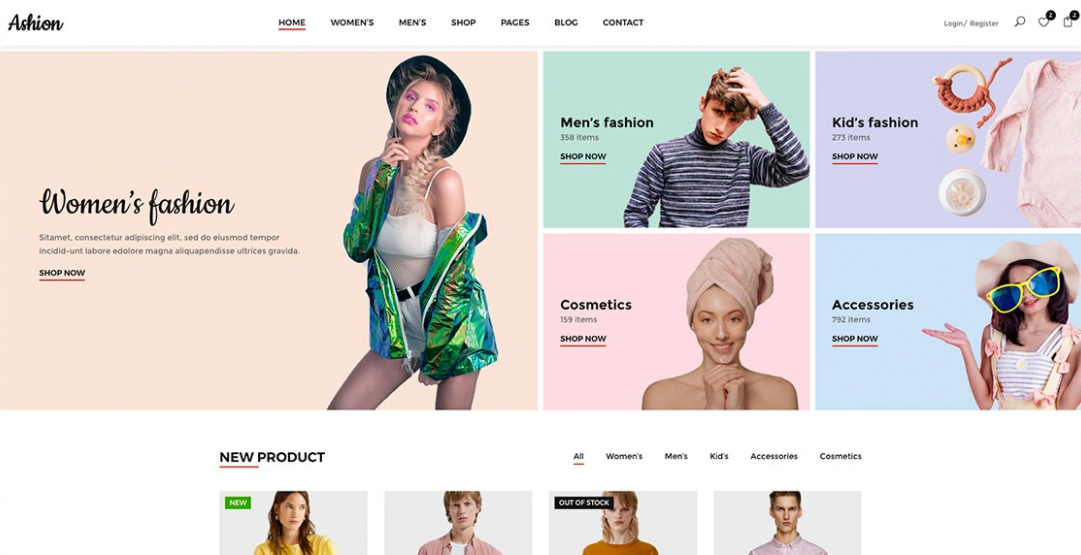 Ashion
HOME WOMEN'S MEN'S SHOP PAGES BLOG CONTACT
Login/ Register
2
2
Women's fashion
Sitamet, consectetur adipiscing elit, sed do eiusmod tempor
incidid-unt labore edolore magna aliquapendisse ultrices gravida.
SHOP NOW
Men's fashion
358 items
SHOP NOW
Kid's fashion
273 items
SHOP NOW
Cosmetics
159 items
SHOP NOW
Accessories
792 items
SHOP NOW
NEW PRODUCT
All Women's Men's Kid's Accessories Cosmetics
NEW
OUT OF STOCK